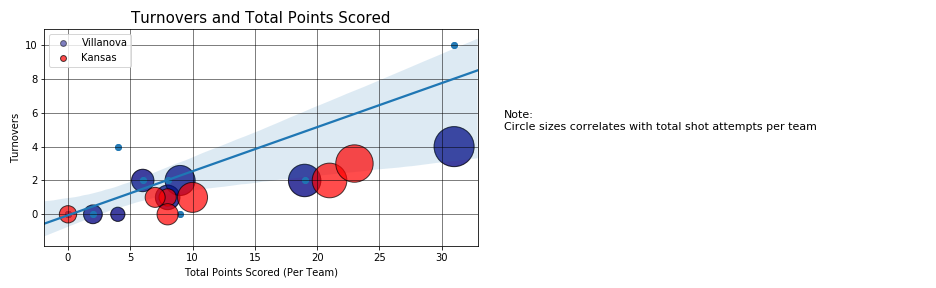 Turnovers and Total Points Scored
Villanova
Kansas
10
8
6
4
2
0
Turnovers
0 5 10 15 20 25 30
Total Points Scored (Per Team)
Note:
Circle sizes correlates with total shot attempts per team